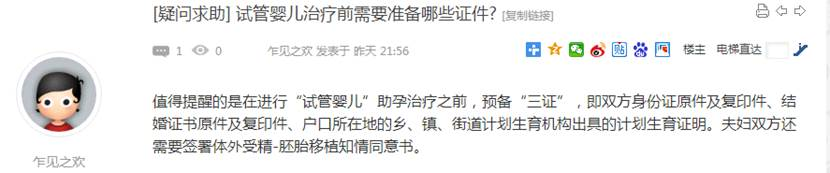 [疑问求助] 试管婴儿治疗前需要准备哪些证件? [复制链接]
1 0 乍见之欢 发表于 昨天 21:56 楼主 电梯直达
值得提醒的是在进行“试管婴儿”助孕治疗之前，预备“三证”，即双方身份证原件及复印件、结
婚证书原件及复印件、户口所在地的乡、镇、街道计划生育机构出具的计划生育证明。夫妇双方还
需要签署体外受精-胚胎移植知情同意书。
乍见之欢